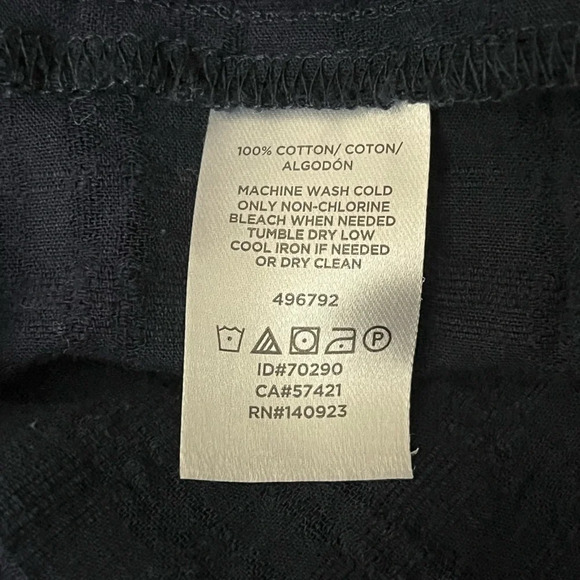 100% COTTON/ COTON/
ALGODÓN
MACHINE WASH COLD
ONLY NON-CHLORINE
BLEACH WHEN NEEDED
TUMBLE DRY LOW
COOL IRON IF NEEDED
OR DRY CLEAN
496792
P
ID#70290
CA#57421
RN#140923